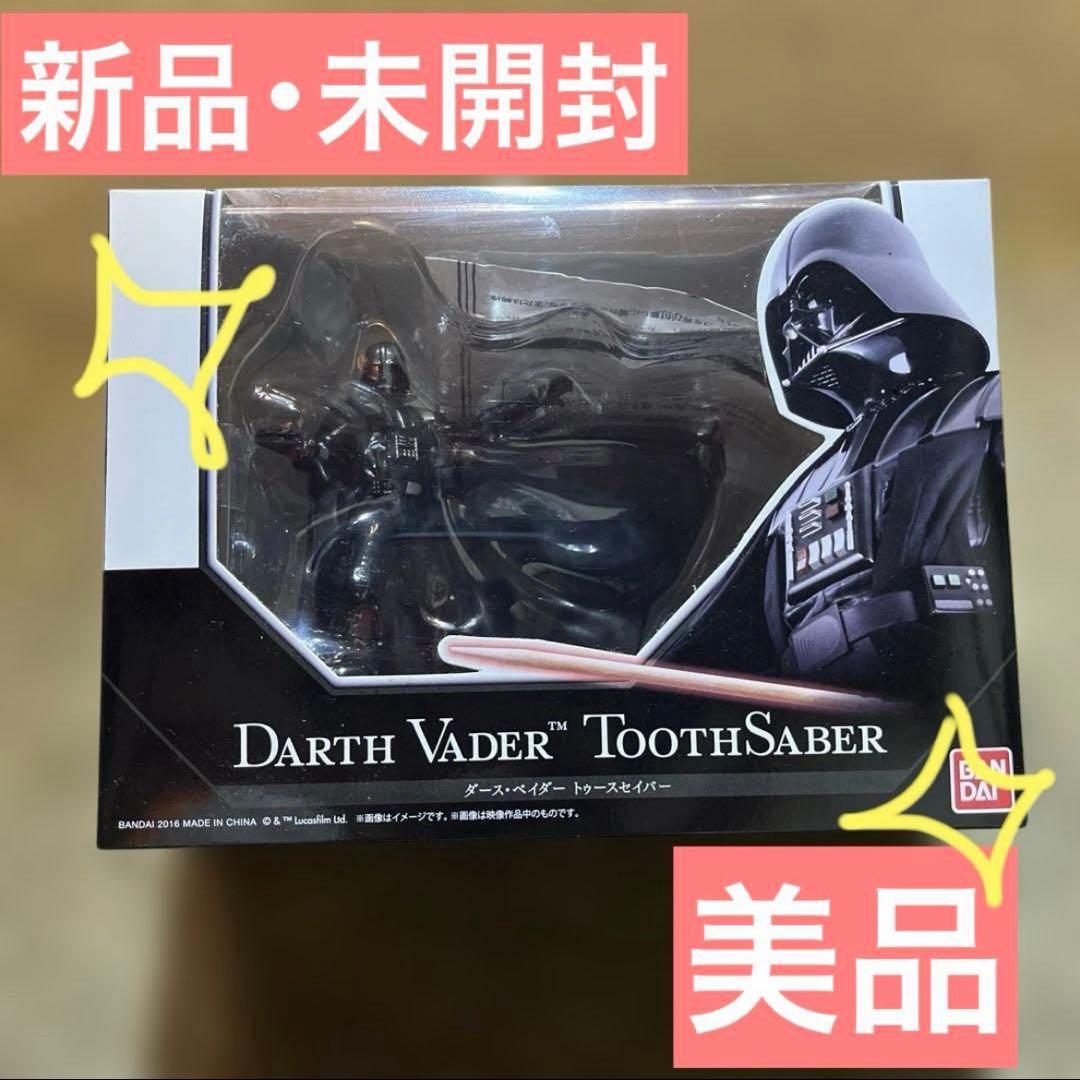 新品・未開封
DARTH VADER™ TOOTHSABER
ダース・ベイダー トゥースセイバー
BAN
DAI
BANDAI 2016 MADE IN CHINA © & ™ Lucasfilm Ltd. ※画像はイメージです。※画像は映像作品中のものです。
美品